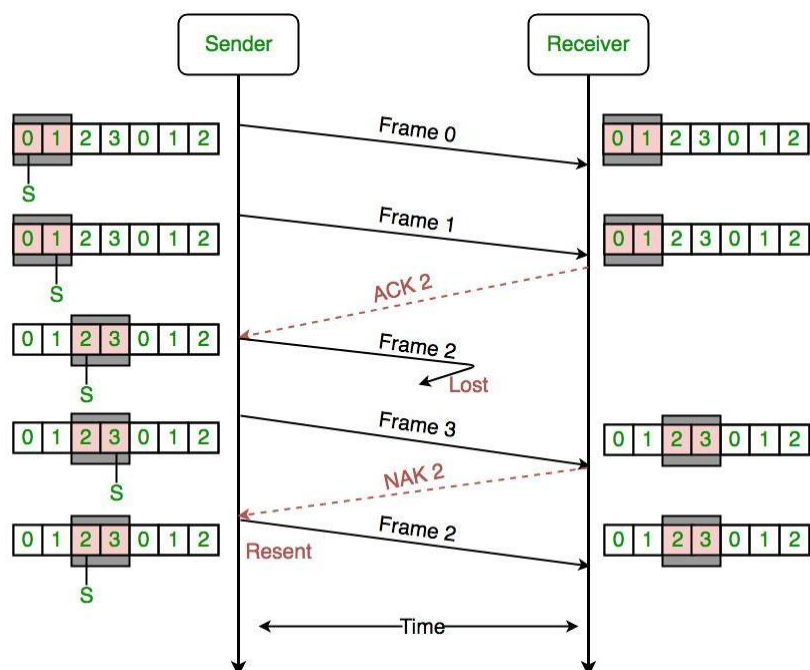 Sender Receiver
0 1 2 3 0 1 2 Frame 0 0 1 2 3 0 1 2
S
0 1 2 3 0 1 2 Frame 1 0 1 2 3 0 1 2
S
ACK 2
0 1 2 3 0 1 2 Frame 2
S
Lost
0 1 2 3 0 1 2 Frame 3 0 1 2 3 0 1 2
S
NAK 2
0 1 2 3 0 1 2 Frame 2 0 1 2 3 0 1 2
Resent
S
Time